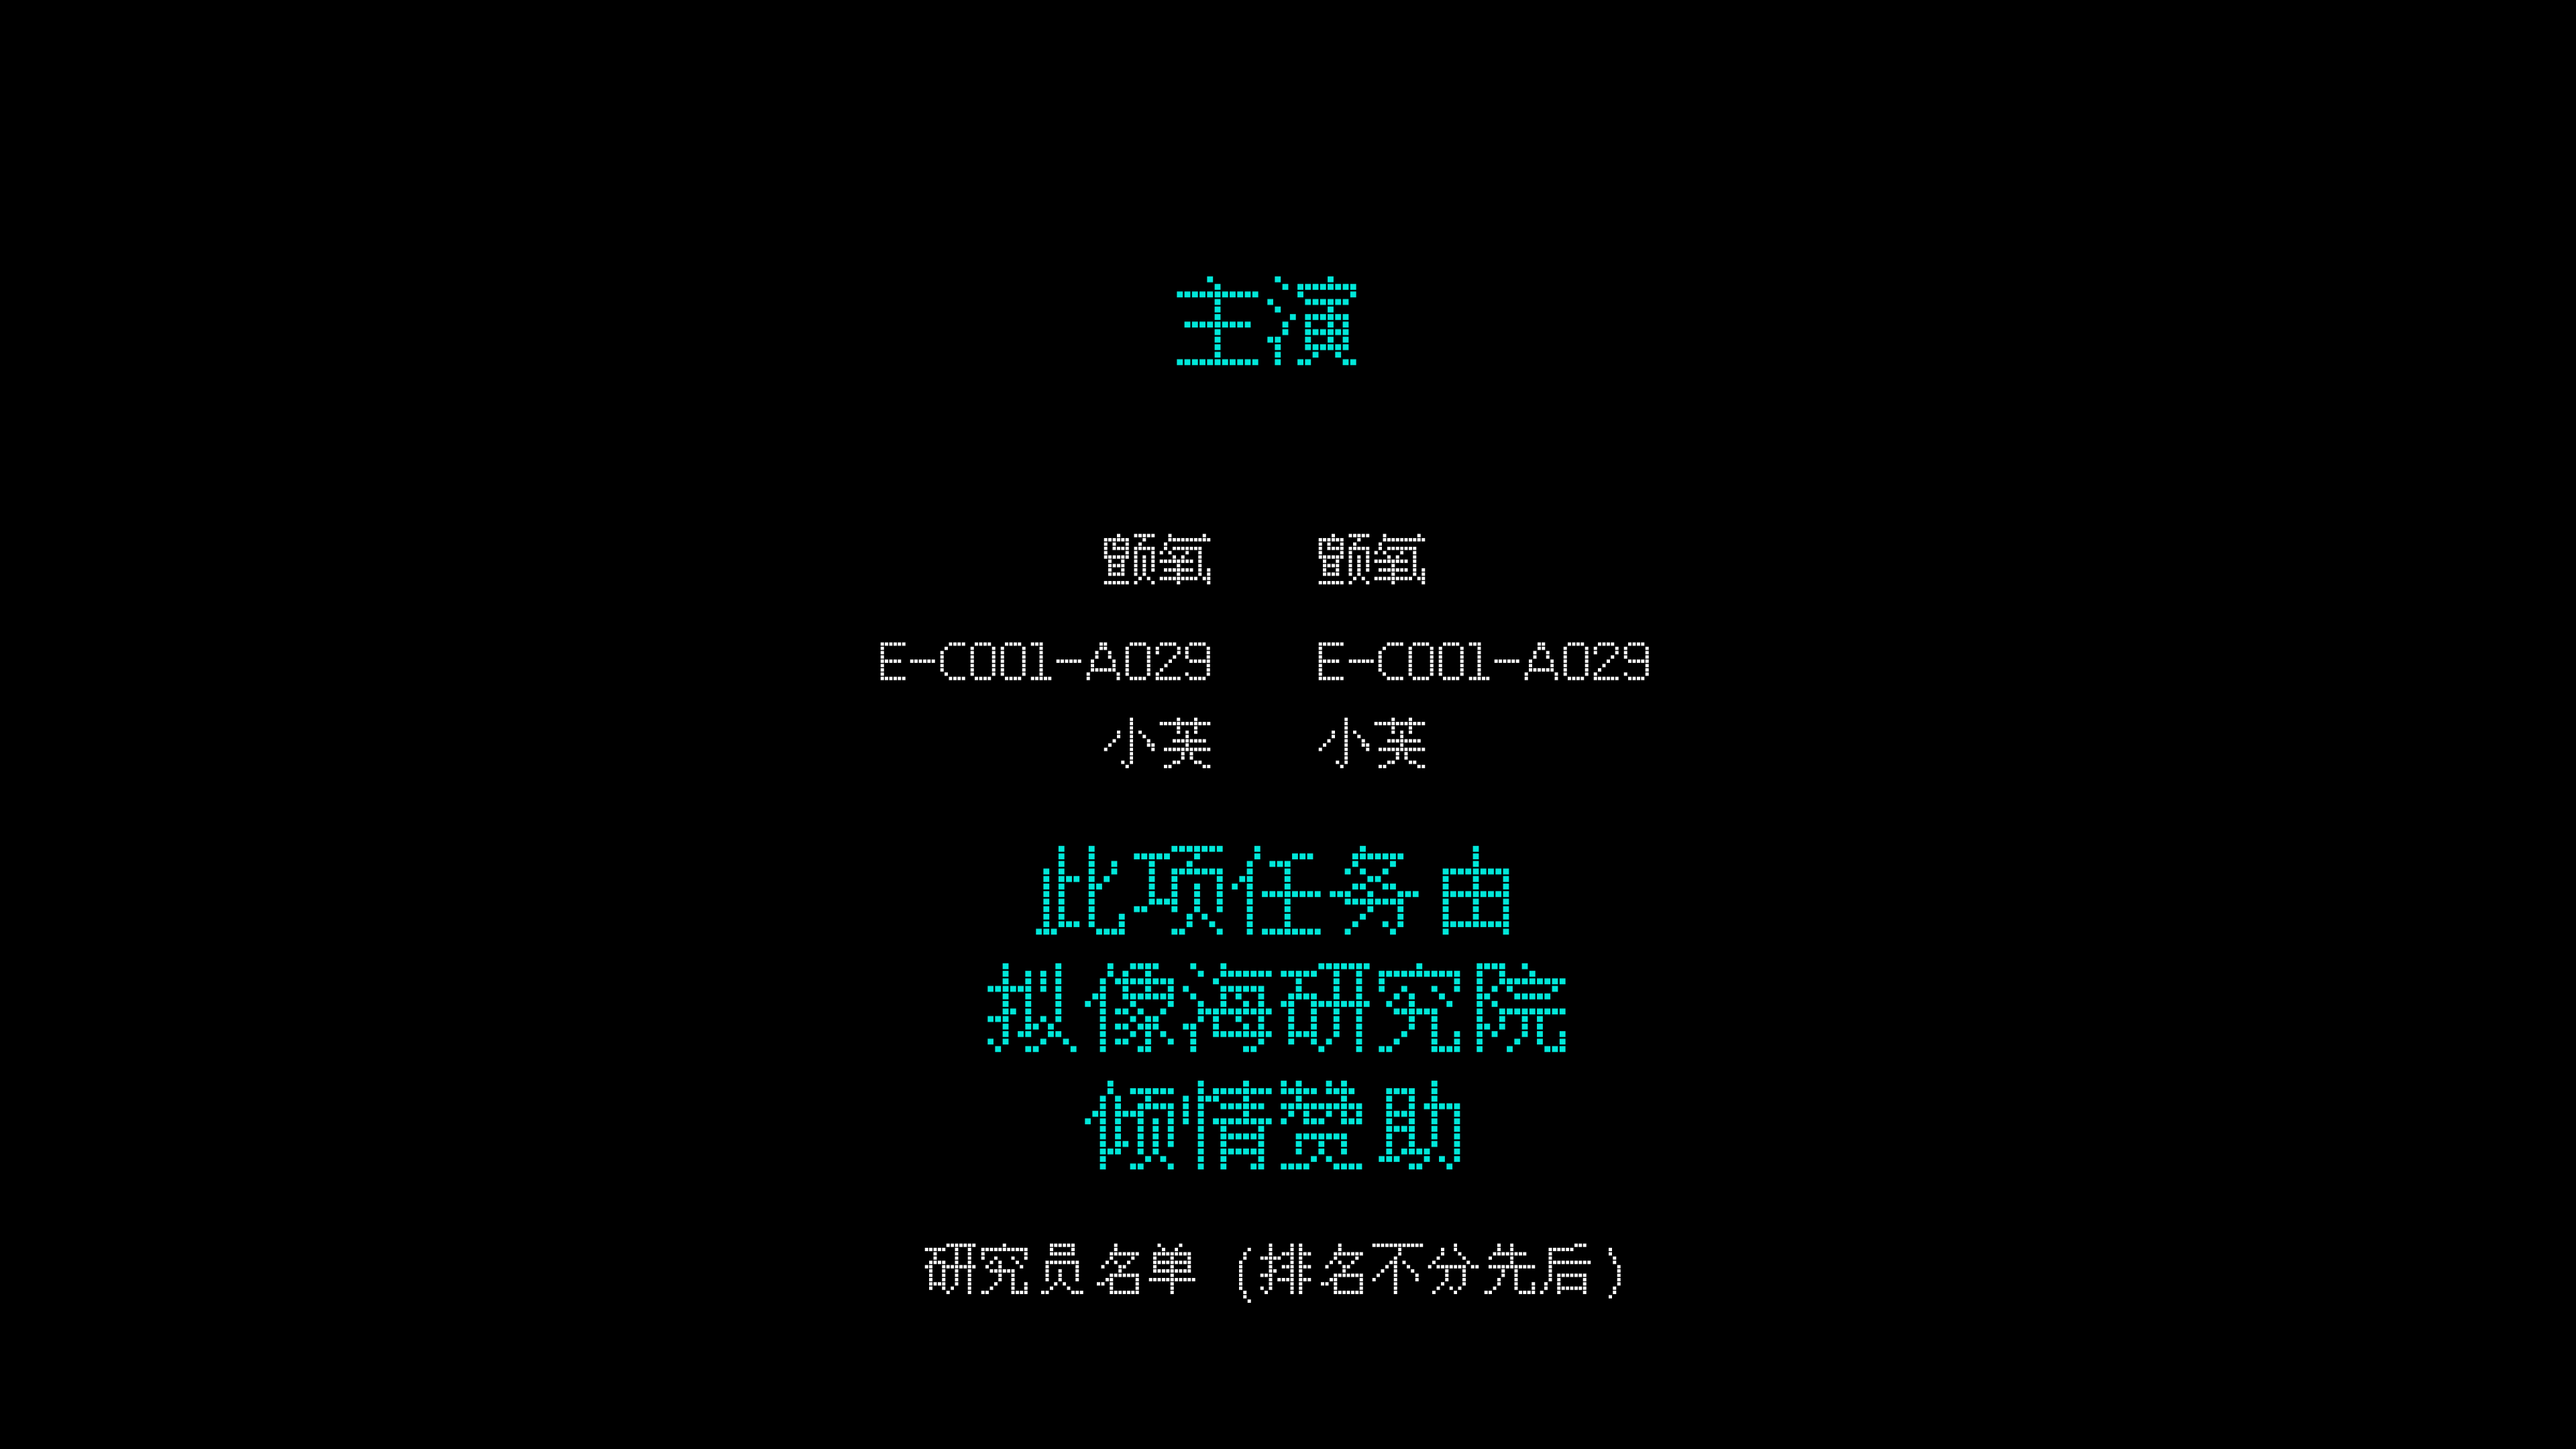 主演
颤氧 颤氧
E-C001-A029 E-C001-A029
小芙 小芙
此项任务由
拟像海研究院
倾情赞助
研究员名单 (排名不分先后)